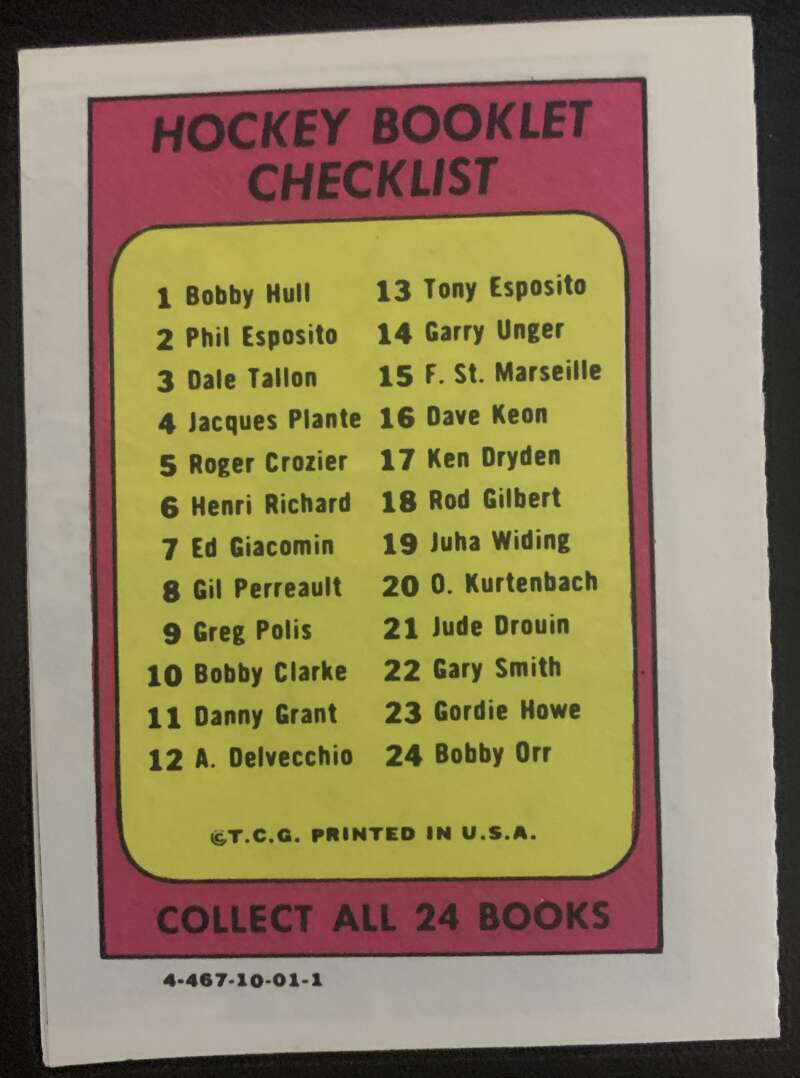 HOCKEY BOOKLET
CHECKLIST
1 Bobby Hull
2 Phil Esposito
3 Dale Tallon
4 Jacques Plante
5 Roger Crozier
6 Henri Richard
7 Ed Giacomin
8 Gil Perreault
9 Greg Polis
10 Bobby Clarke
11 Danny Grant
12 A. Delvecchio
13 Tony Esposito
14 Garry Unger
15 F. St. Marseille
16 Dave Keon
17 Ken Dryden
18 Rod Gilbert
19 Juha Widing
20 O. Kurtenbach
21 Jude Drouin
22 Gary Smith
23 Gordie Howe
24 Bobby Orr
©T.C.G. PRINTED IN U.S.A.
COLLECT ALL 24 BOOKS
4-467-10-01-1